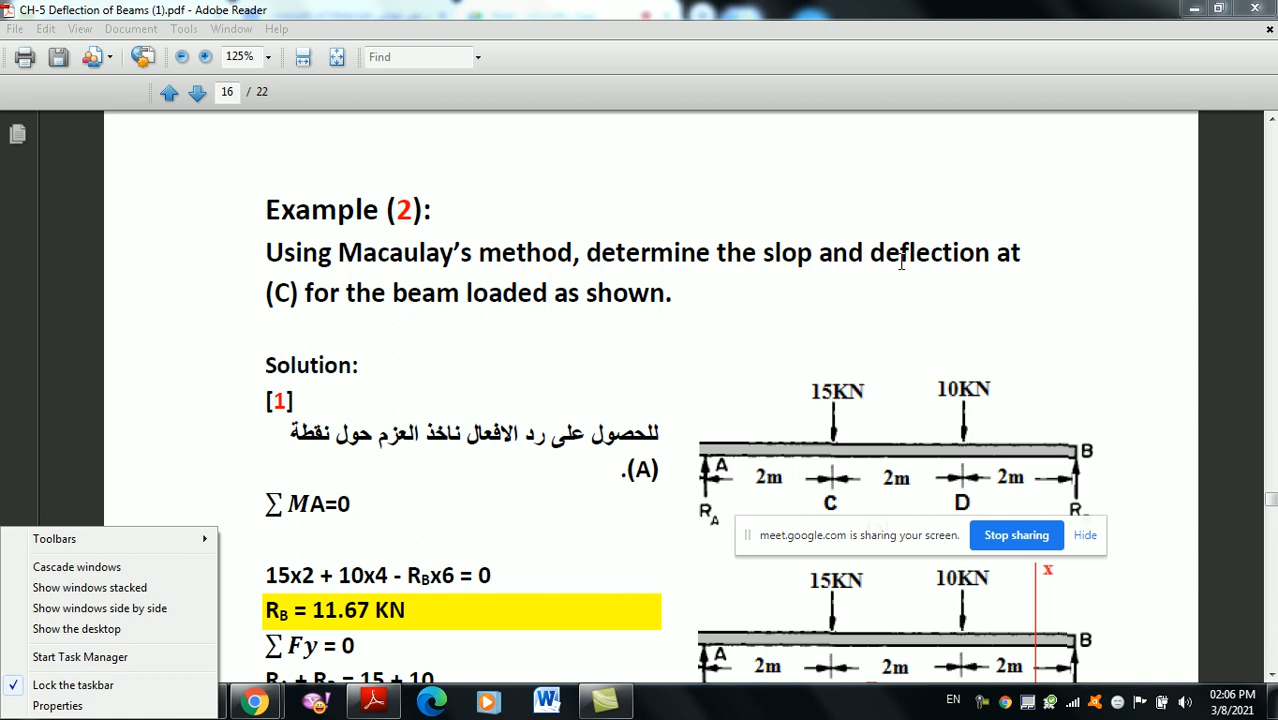 CH-5 Deflection of Beams (1).pdf - Adobe Reader
File Edit View Document Tools Window Help
125% Find
16 / 22
Example (2):
Using Macaulay's method, determine the slop and deflection at
(C) for the beam loaded as shown.
Solution:
[1]
للحصول على رد الافعال ناخذ العزم حول نقطة
(A).
∑ MA=0
15x2 + 10x4 - RBx6 = 0
RB = 11.67 KN
∑ Fy = 0
15 + 10
15KN 10KN
A B
2m 2m 2m
RA C D R
meet.google.com is sharing your screen. Stop sharing Hide
15KN 10KN x
A B
2m 2m 2m
Toolbars
Cascade windows
Show windows stacked
Show windows side by side
Show the desktop
Start Task Manager
Lock the taskbar
Properties
EN 02:06 PM
3/8/2021